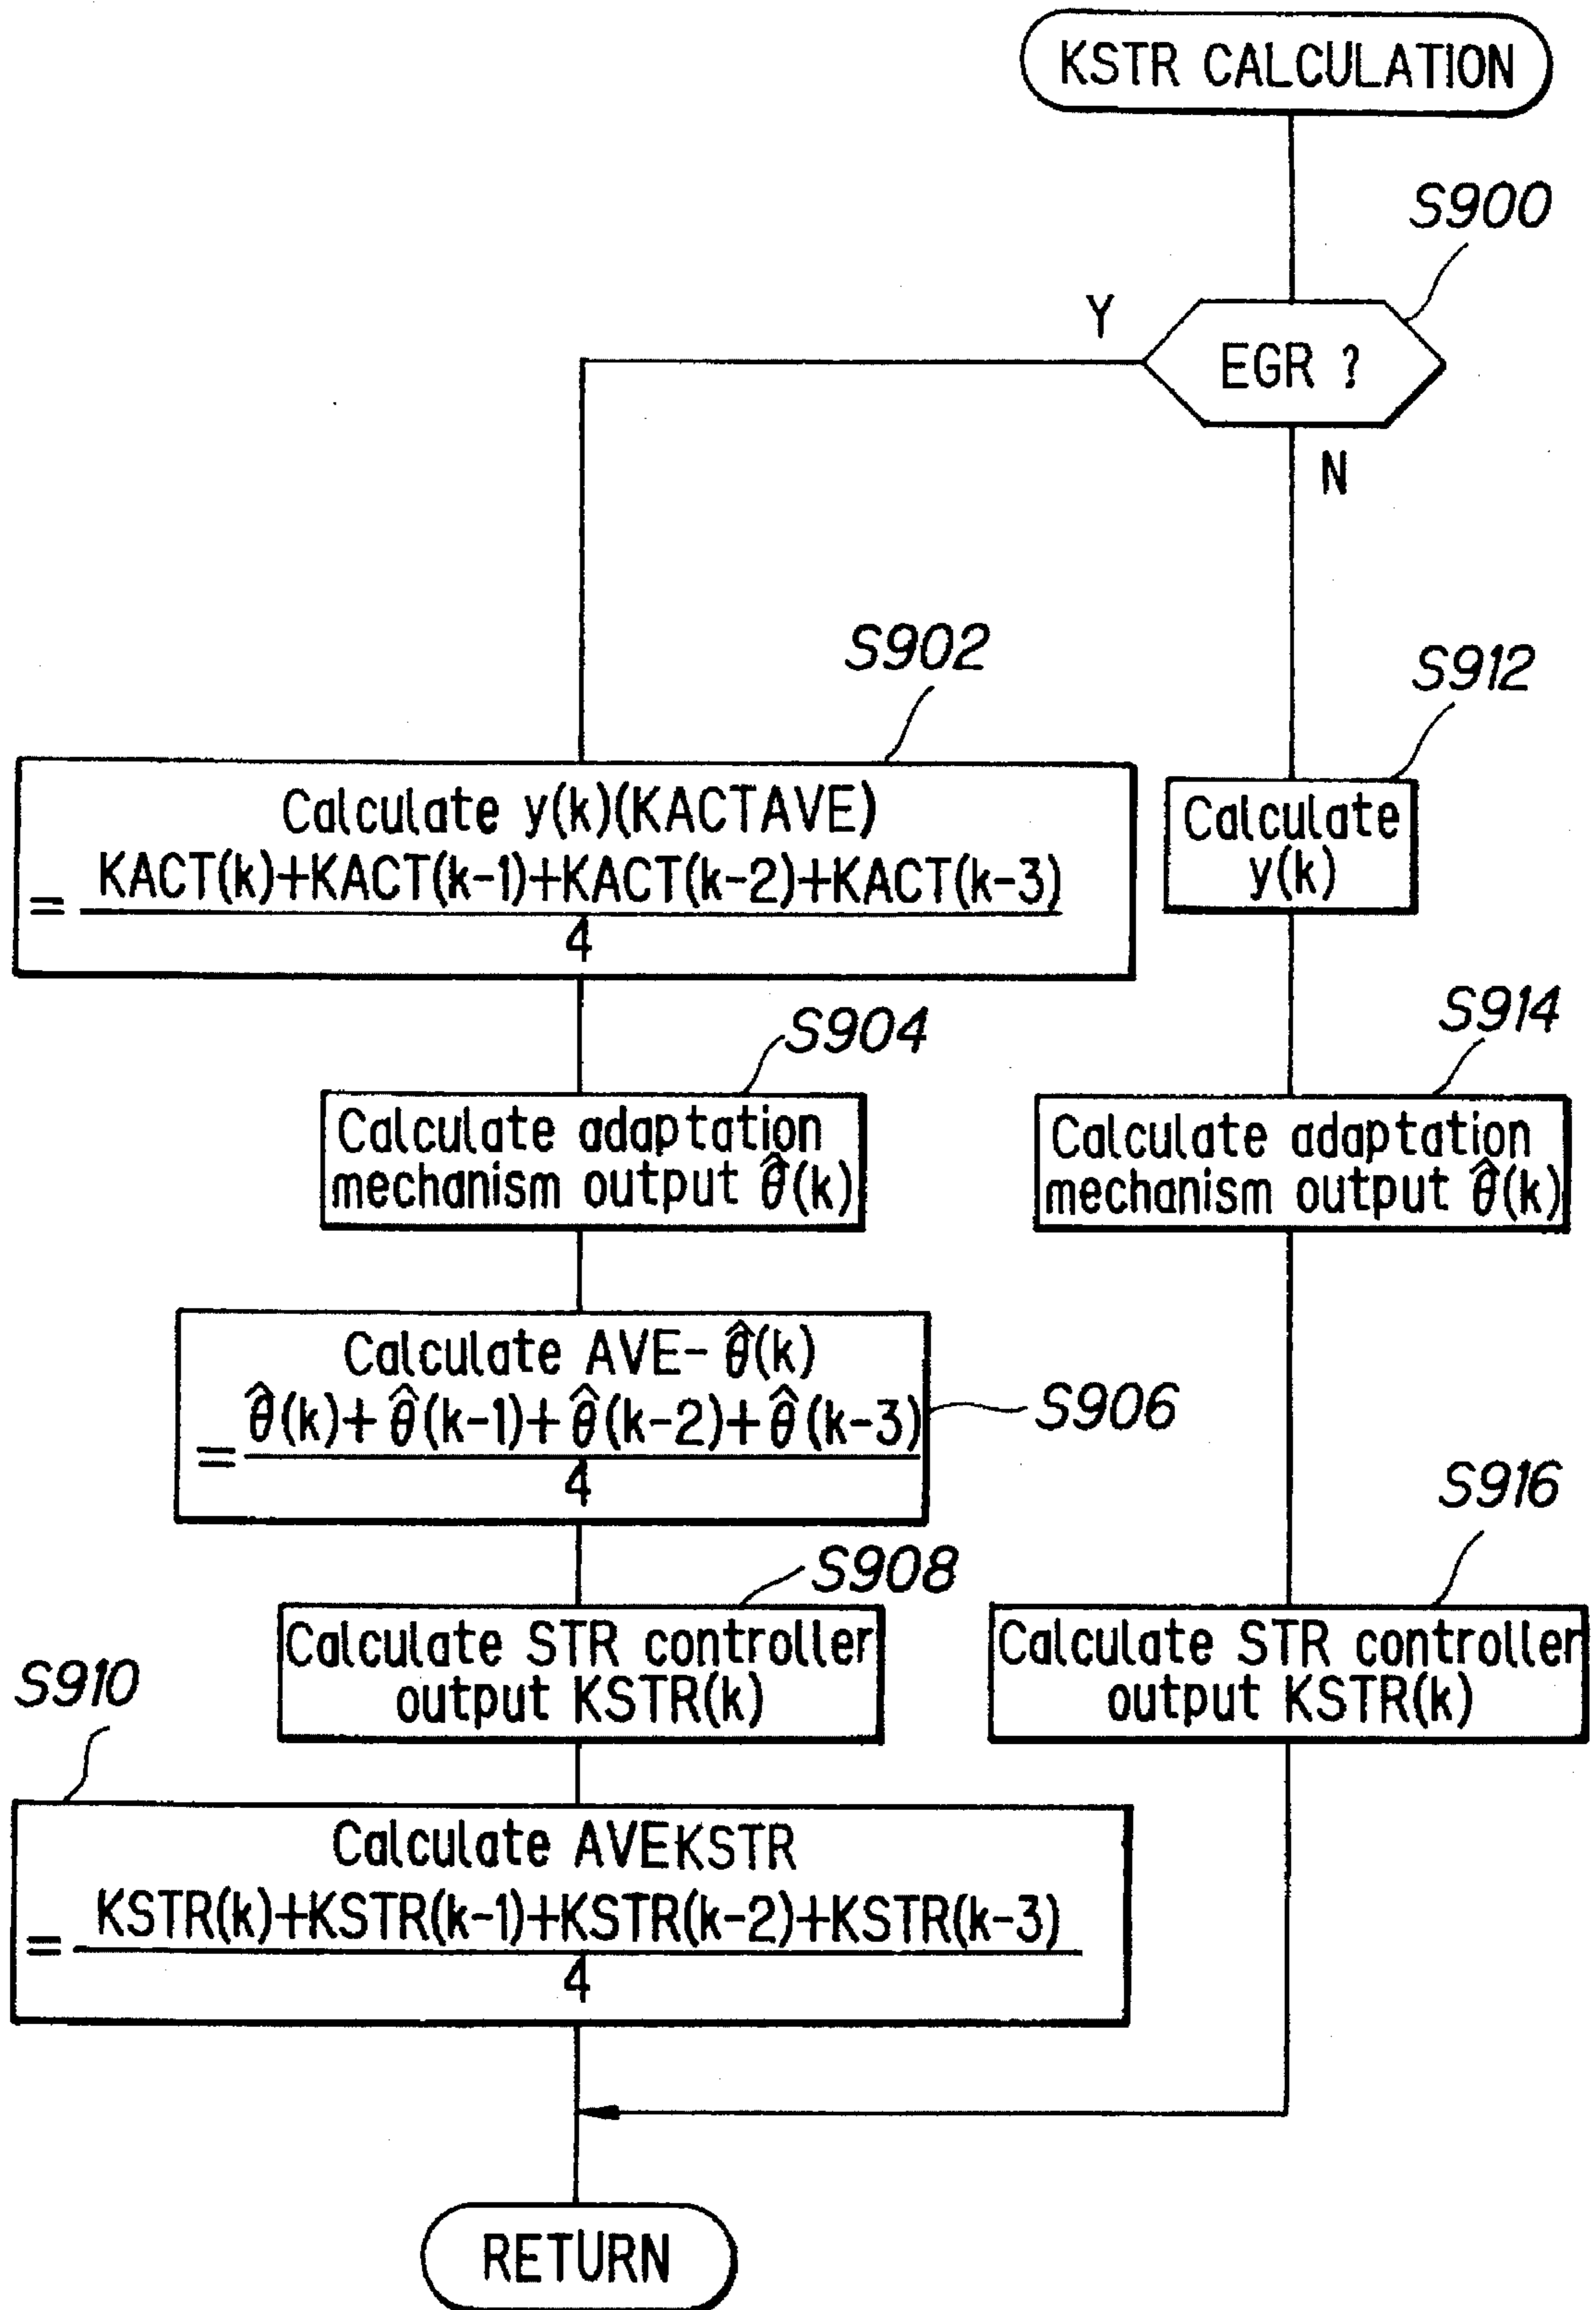 KSTR CALCULATION
S900
EGR ?
Y
N
S902
Calculate y(k)(KACTAVE)
= KACT(k)+KACT(k-1)+KACT(k-2)+KACT(k-3)
4
S904
Calculate adaptation
mechanism output θ̂(k)
Calculate AVE- θ̂(k)
= θ̂(k)+ θ̂(k-1)+ θ̂(k-2)+ θ̂(k-3)
4
S906
S908
Calculate STR controller
output KSTR(k)
S910
Calculate AVEKSTR
= KSTR(k)+KSTR(k-1)+KSTR(k-2)+KSTR(k-3)
4
S912
Calculate
y(k)
S914
Calculate adaptation
mechanism output θ̂(k)
S916
Calculate STR controller
output KSTR(k)
RETURN